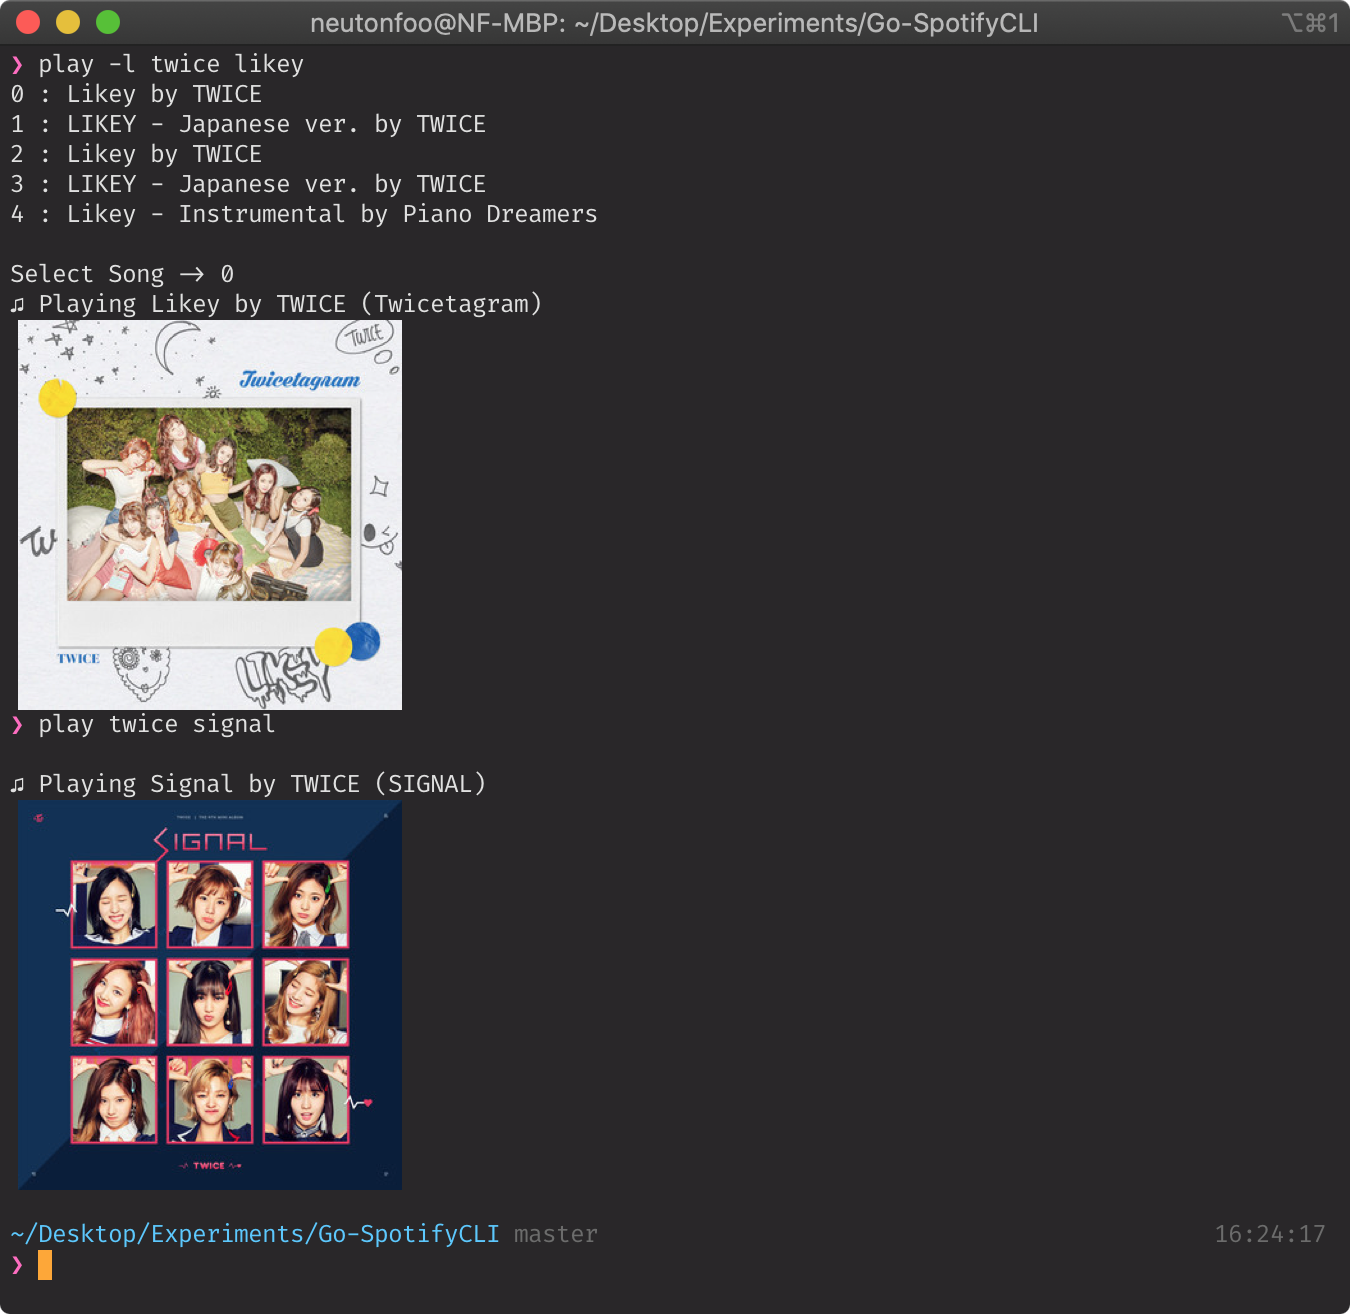 neutonfoo@NF-MBP: ~/Desktop/Experiments/Go-SpotifyCLI ⌥⌘1
❯ play -l twice likey
0 : Likey by TWICE
1 : LIKEY - Japanese ver. by TWICE
2 : Likey by TWICE
3 : LIKEY - Japanese ver. by TWICE
4 : Likey - Instrumental by Piano Dreamers
Select Song -> 0
♫ Playing Likey by TWICE (Twicetagram)
TWICE
Twicetagram
TW
TWICE
LIKEY
❯ play twice signal
♫ Playing Signal by TWICE (SIGNAL)
SIGNAL
TWICE
~/Desktop/Experiments/Go-SpotifyCLI master 16:24:17
❯